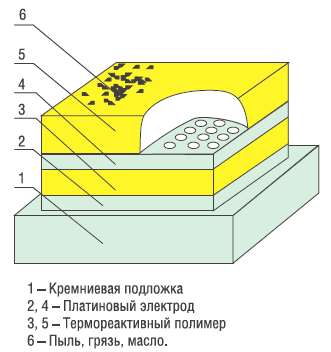 6
5
4
3
2
1
1 – Кремниевая подложка
2, 4 – Платиновый электрод
3, 5 – Термореактивный полимер
6 – Пыль, грязь, масло.